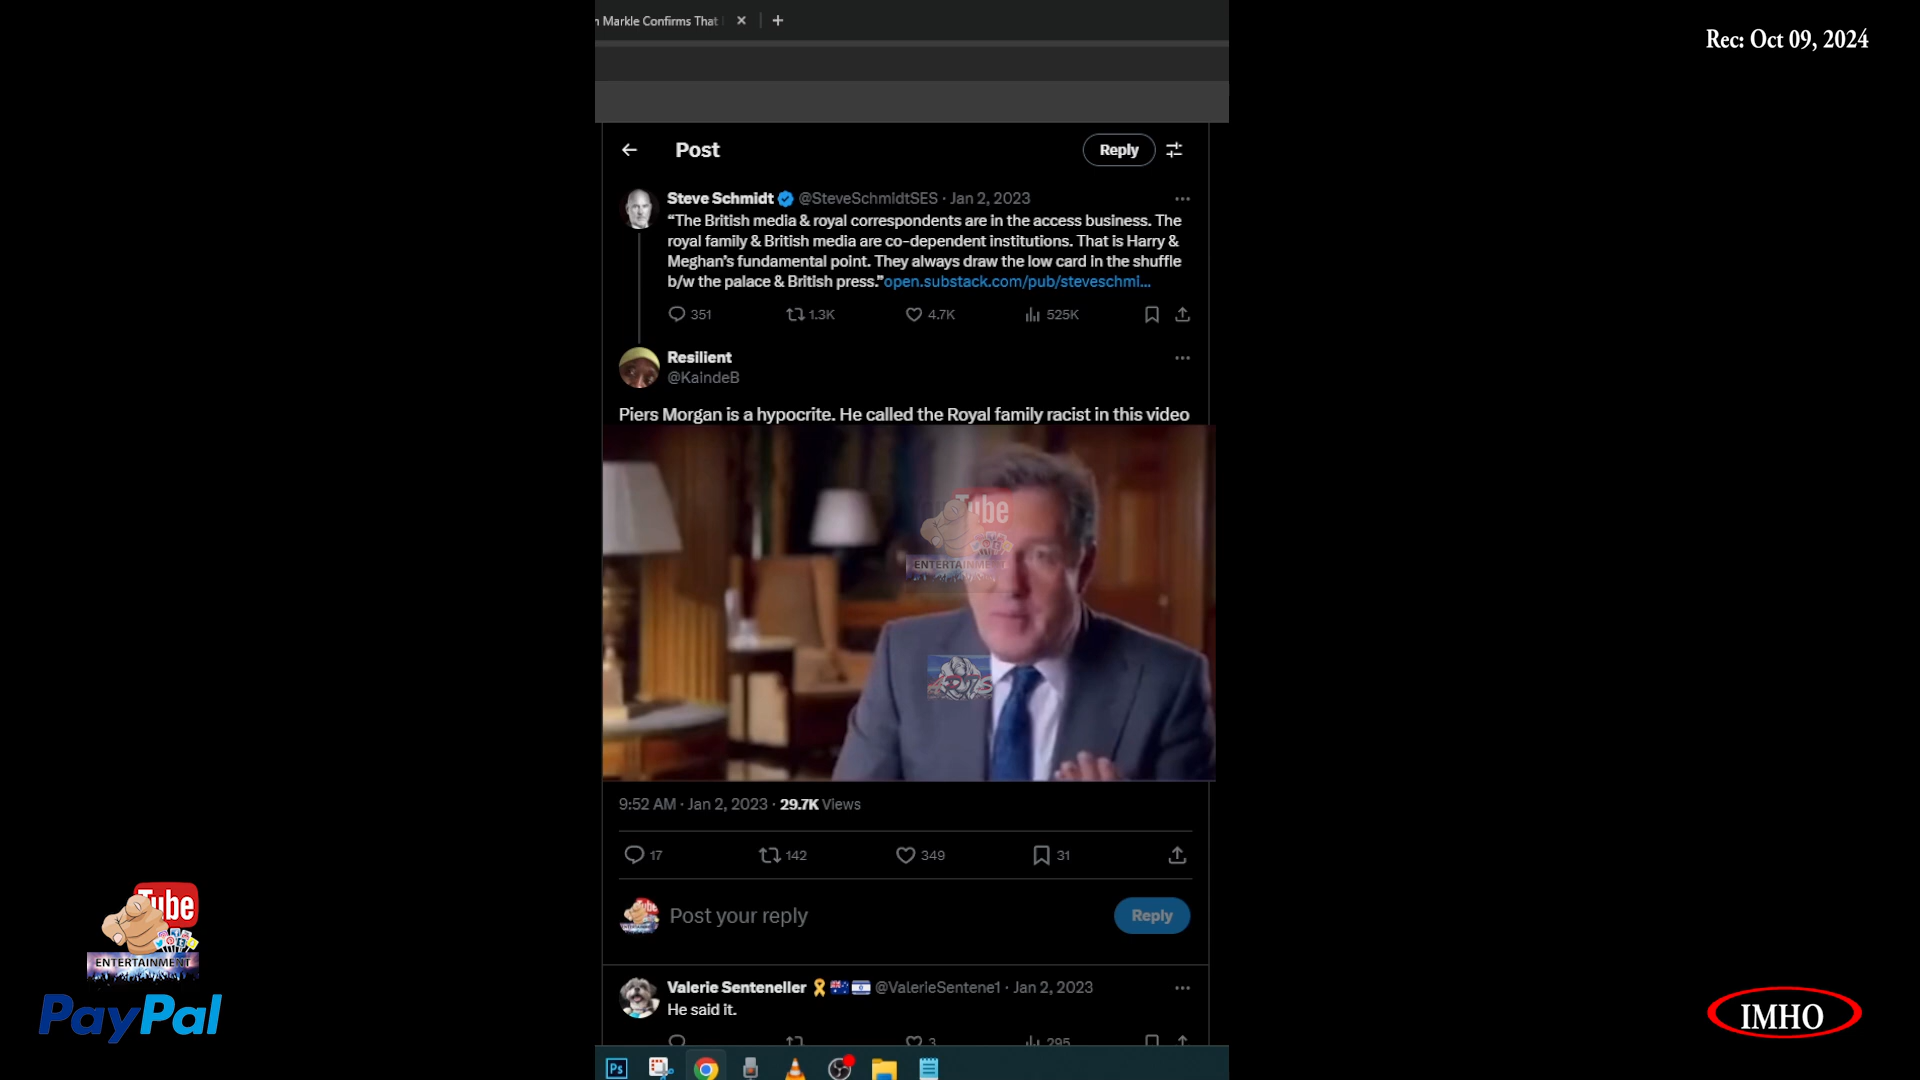 n Markle Confirms That
Rec: Oct 09, 2024
Post
Reply
Steve Schmidt @SteveSchmidtSES · Jan 2, 2023
“The British media & royal correspondents are in the access business. The
royal family & British media are co-dependent institutions. That is Harry &
Meghan’s fundamental point. They always draw the low card in the shuffle
b/w the palace & British press.”open.substack.com/pub/steveschmi...
351 1.3K 4.7K 525K
Resilient
@KaindeB
Piers Morgan is a hypocrite. He called the Royal family racist in this video
Tube
ENTERTAINMENT
9:52 AM · Jan 2, 2023 · 29.7K Views
17 142 349 31
Post your reply
Reply
Valerie Senteneller @ValerieSentene1 · Jan 2, 2023
He said it.
3 295
Tube
ENTERTAINMENT
PayPal
IMHO
Ps